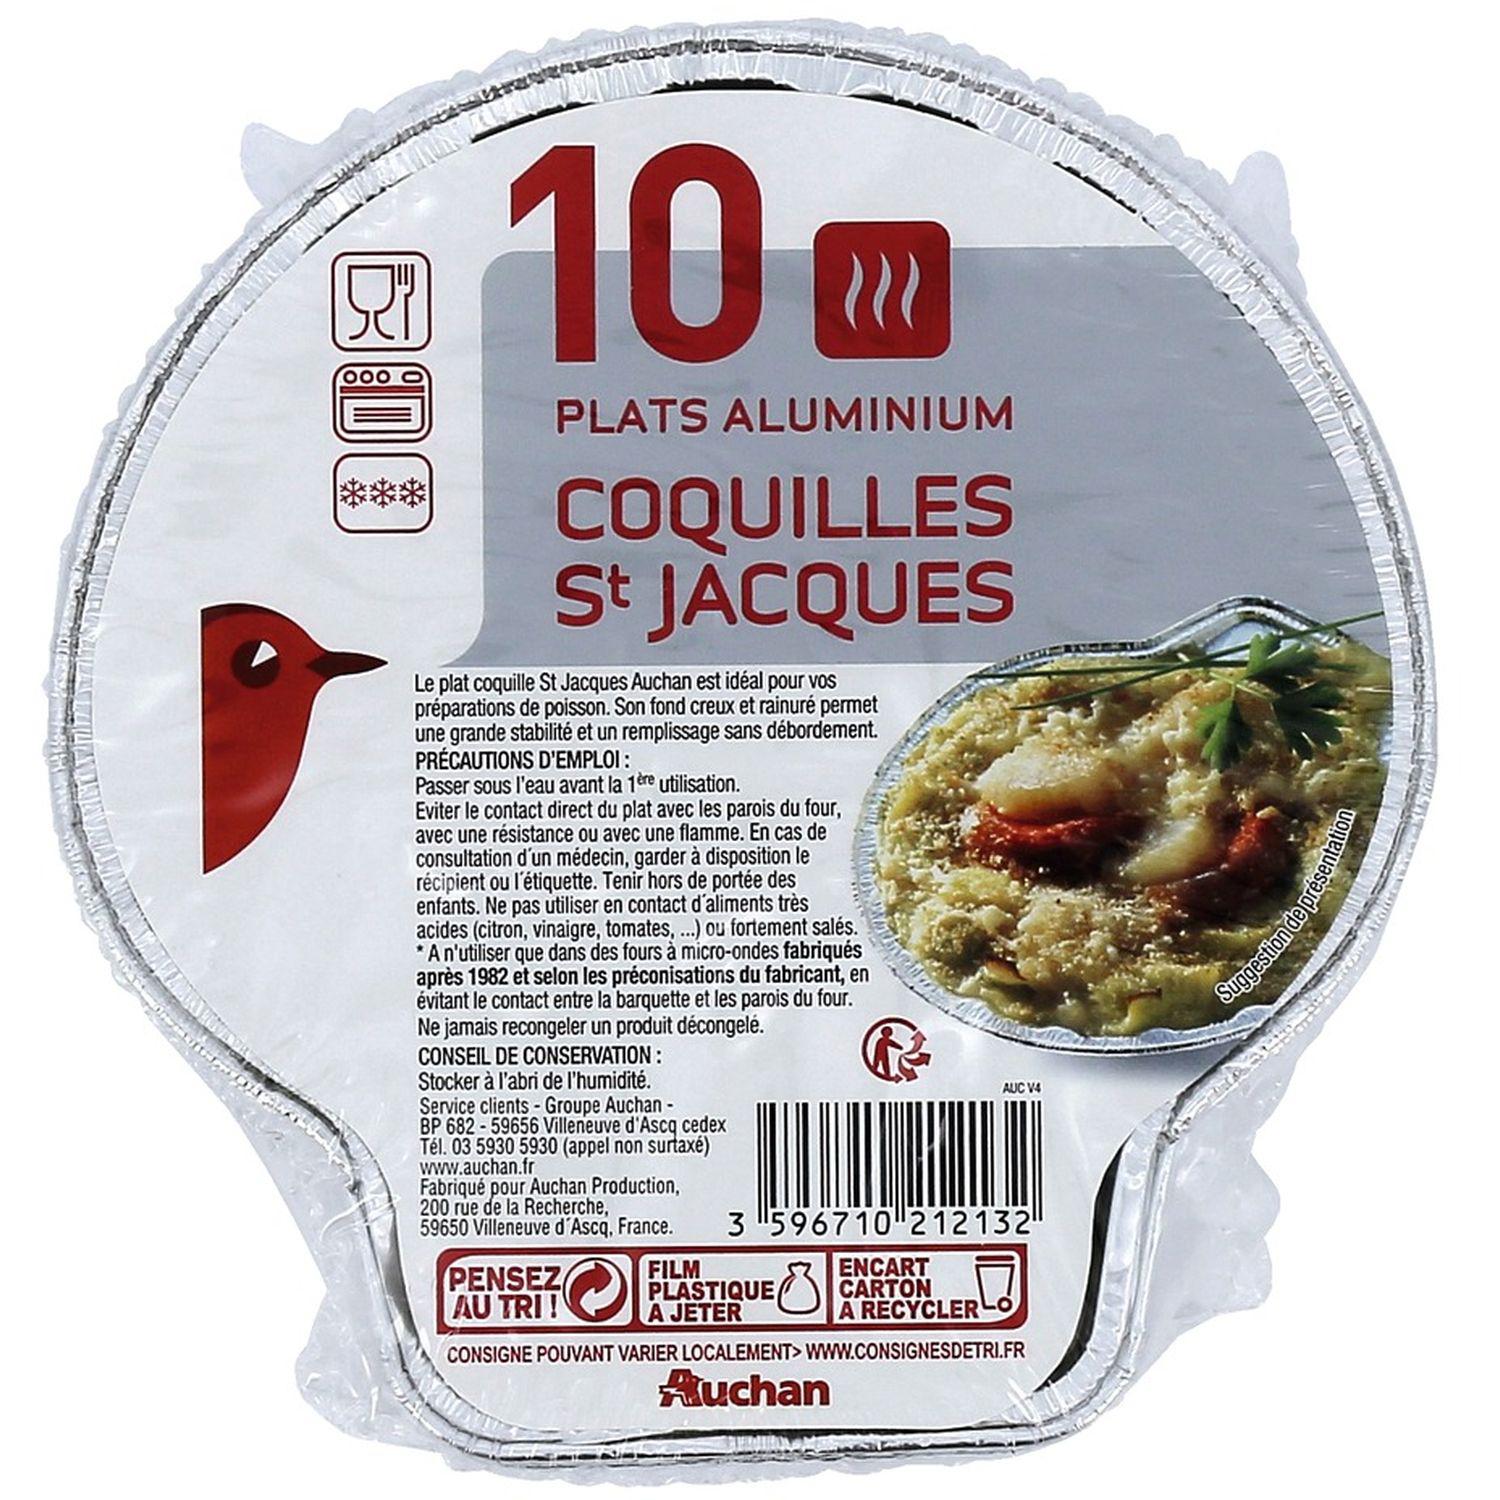 10
PLATS ALUMINIUM
COQUILLES
St JACQUES
Le plat coquille St Jacques Auchan est idéal pour vos
préparations de poisson. Son fond creux et rainuré permet
une grande stabilité et un remplissage sans débordement.
PRÉCAUTIONS D'EMPLOI :
Passer sous l'eau avant la 1ère utilisation.
Eviter le contact direct du plat avec les parois du four,
avec une résistance ou avec une flamme. En cas de
consultation d'un médecin, garder à disposition le
récipient ou l'étiquette. Tenir hors de portée des
enfants. Ne pas utiliser en contact d'aliments très
acides (citron, vinaigre, tomates, ...) ou fortement salés.
* A n'utiliser que dans des fours à micro-ondes fabriqués
après 1982 et selon les préconisations du fabricant, en
évitant le contact entre la barquette et les parois du four.
Ne jamais recongeler un produit décongelé.
CONSEIL DE CONSERVATION :
Stocker à l'abri de l'humidité.
Service clients - Groupe Auchan -
BP 682 - 59656 Villeneuve d'Ascq cedex
Tél. 03 5930 5930 (appel non surtaxé)
www.auchan.fr
Fabriqué pour Auchan Production,
200 rue de la Recherche,
59650 Villeneuve d'Ascq, France.
Suggestion de présentation
AUC V4
3 596710 212132
PENSEZ
AU TRI !
FILM
PLASTIQUE
A JETER
ENCART
CARTON
A RECYCLER
CONSIGNE POUVANT VARIER LOCALEMENT> WWW.CONSIGNESDETRI.FR
Auchan